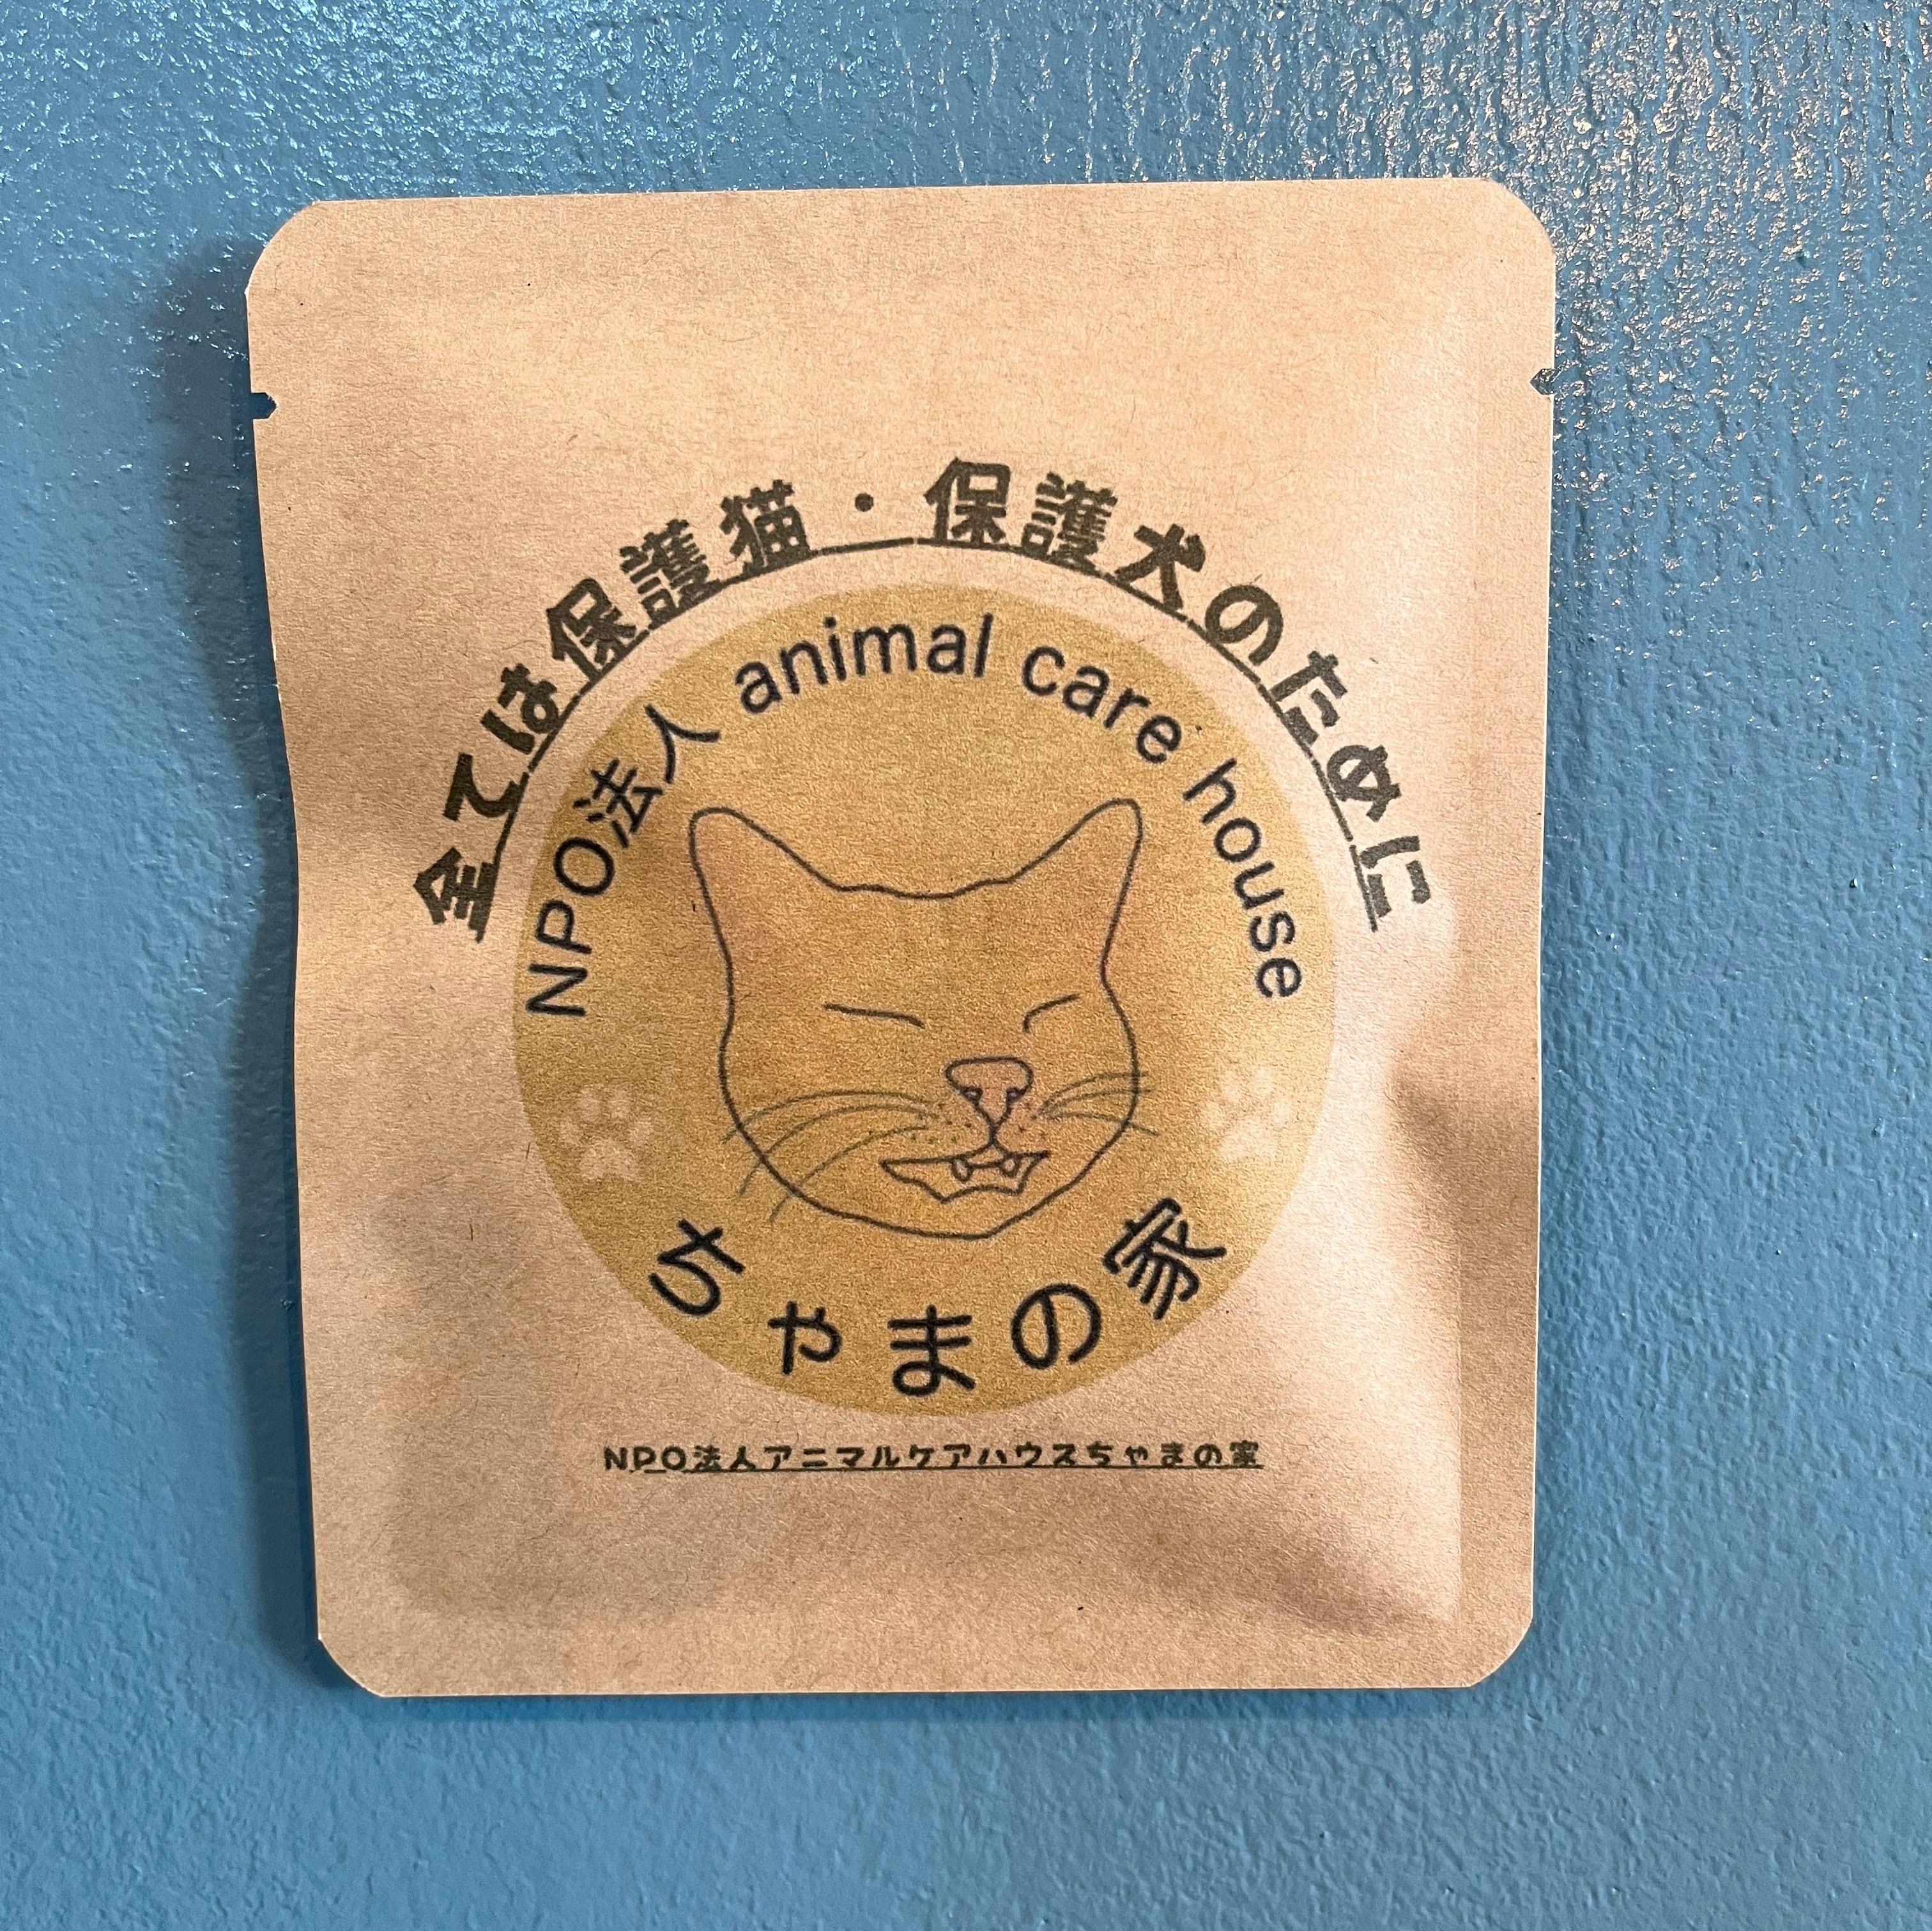 全ては保護猫・保護犬のために
NPO法人 animal care house
ちゃまの家
NPO法人アニマルケアハウスちゃまの家